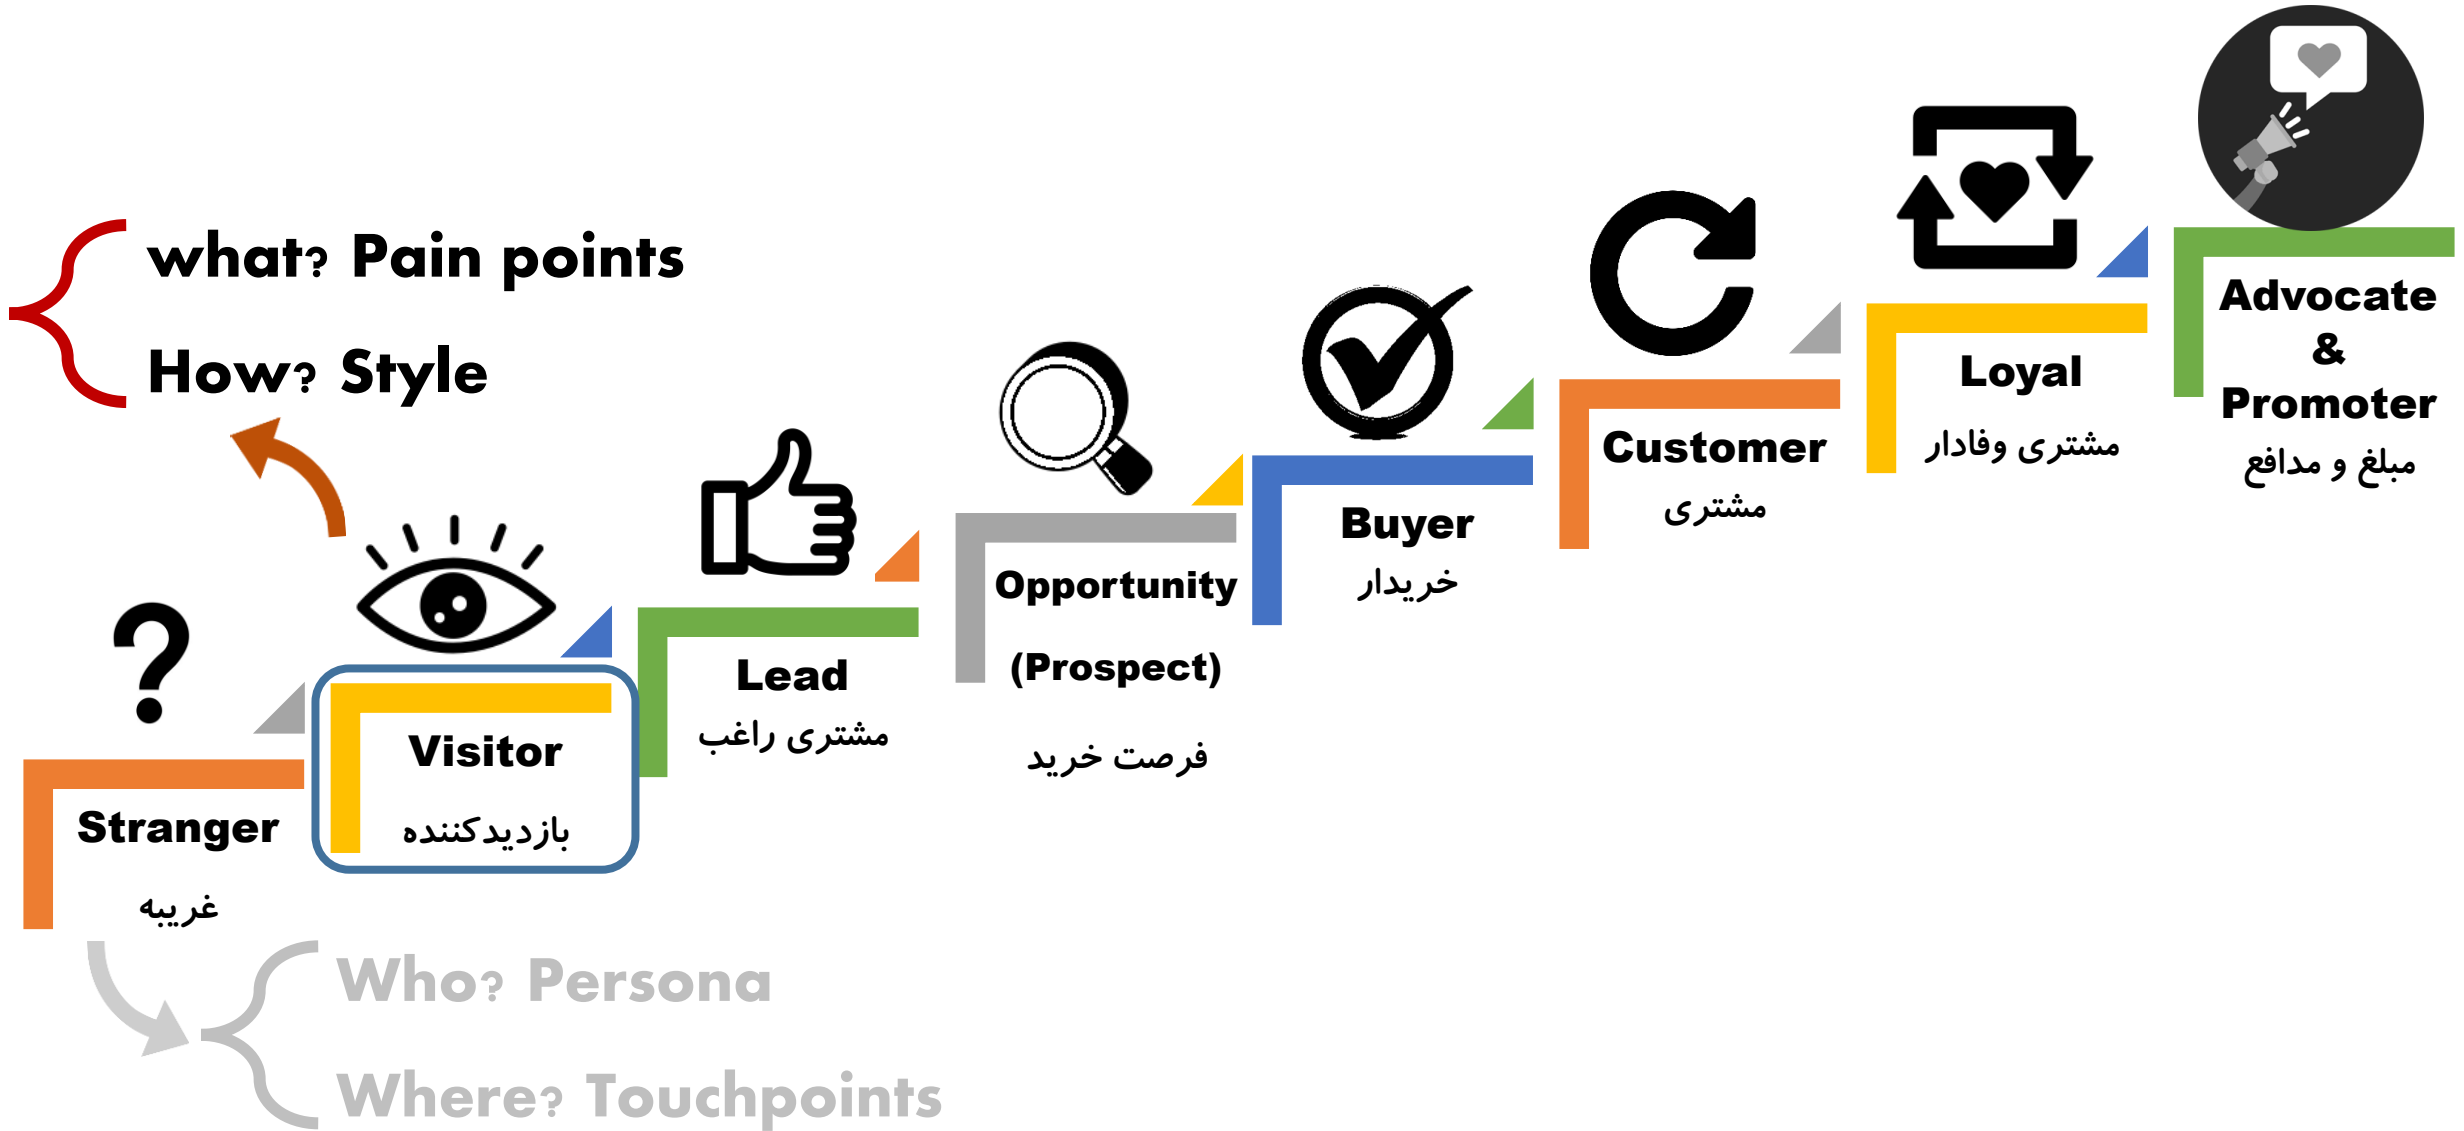 what? Pain points
How? Style
Stranger
غریبه
Who? Persona
Where? Touchpoints
Visitor
بازدیدکننده
Lead
مشتری راغب
Opportunity
(Prospect)
فرصت خرید
Buyer
خریدار
Customer
مشتری
Loyal
مشتری وفادار
Advocate
&
Promoter
مبلغ و مدافع